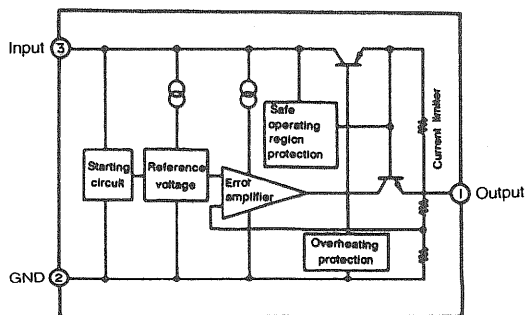 Input 3
Safe
operating
region
protection
Current limiter
Starting
circuit
Reference
voltage
Error
amplifier
1 Output
Overheating
protection
GND 2